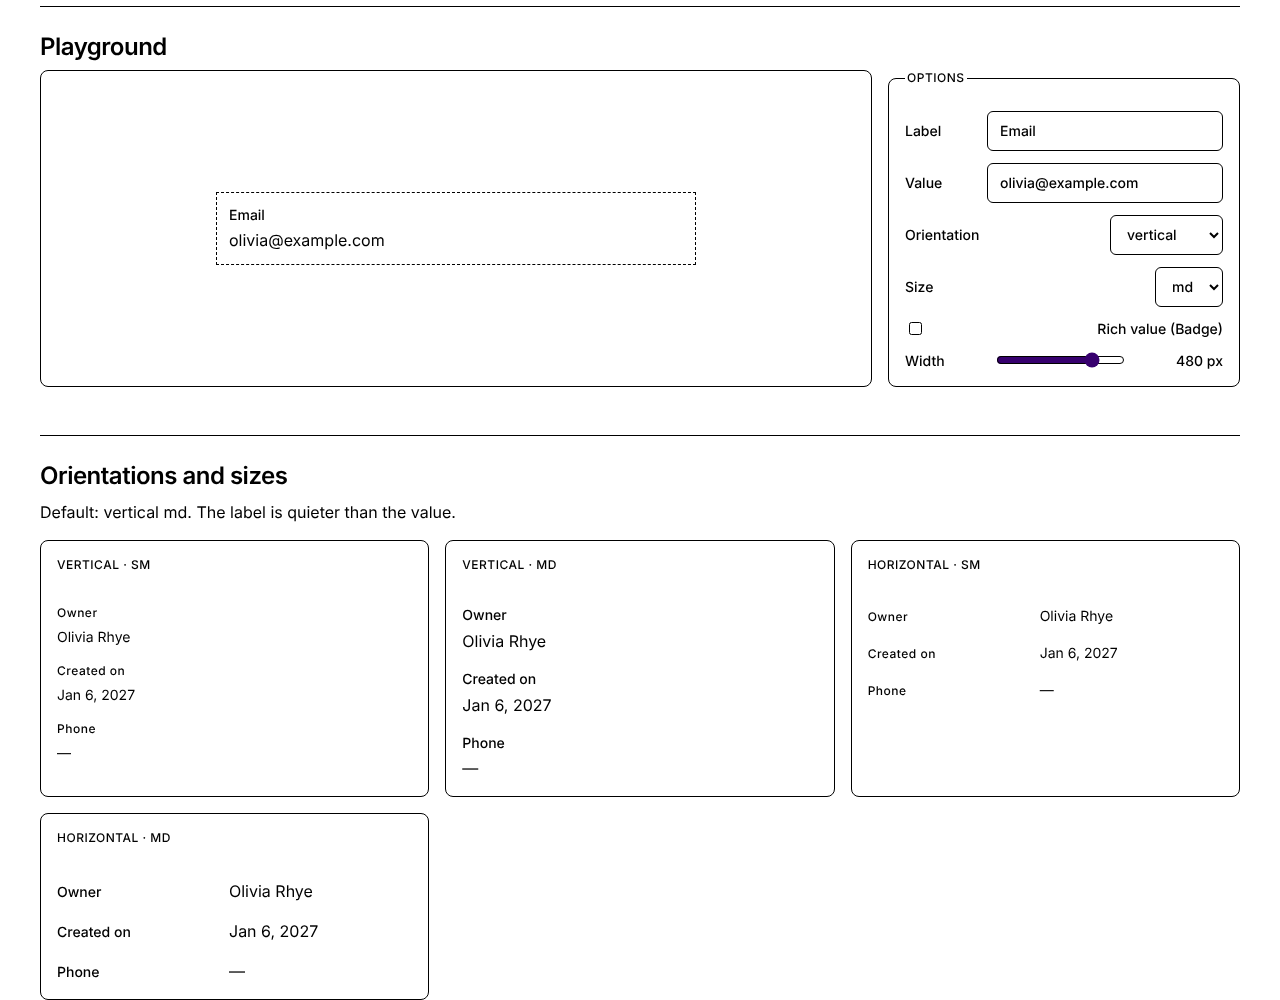 Playground
OPTIONS
Label
Email
Value
olivia@example.com
Email
olivia@example.com
Orientation
vertical
Size
md
Rich value (Badge)
Width
480 px
Orientations and sizes
Default: vertical md. The label is quieter than the value.
VERTICAL · SM
Owner
Olivia Rhye
Created on
Jan 6, 2027
Phone
—
VERTICAL · MD
Owner
Olivia Rhye
Created on
Jan 6, 2027
Phone
—
HORIZONTAL · SM
Owner Olivia Rhye
Created on Jan 6, 2027
Phone —
HORIZONTAL · MD
Owner Olivia Rhye
Created on Jan 6, 2027
Phone —